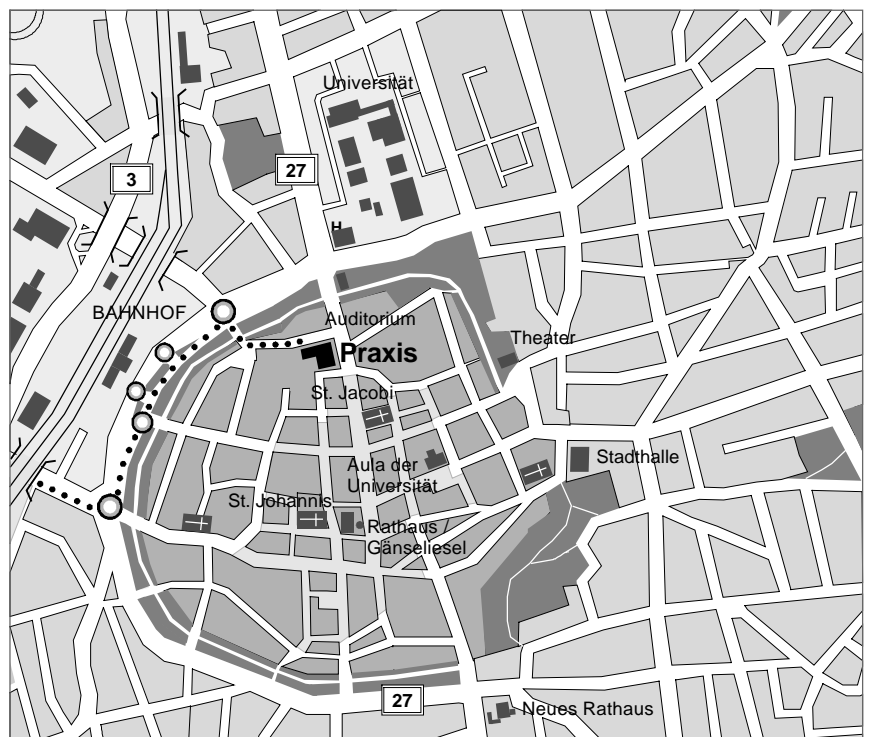 Universität
3
27
H
BAHNHOF
Auditorium
Theater
Praxis
St. Jacobi
Stadthalle
Aula der
Universität
St. Johannis
Rathaus
Gänseliesel
27
Neues Rathaus